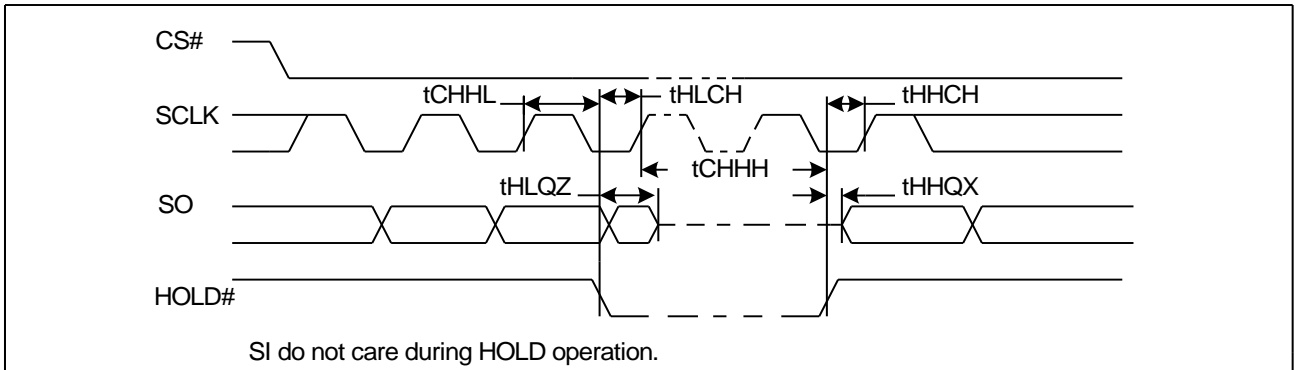 CS#
tCHHL
tHLCH
tHHCH
SCLK
tCHHH
tHLQZ
tHHQX
SO
HOLD#
SI do not care during HOLD operation.